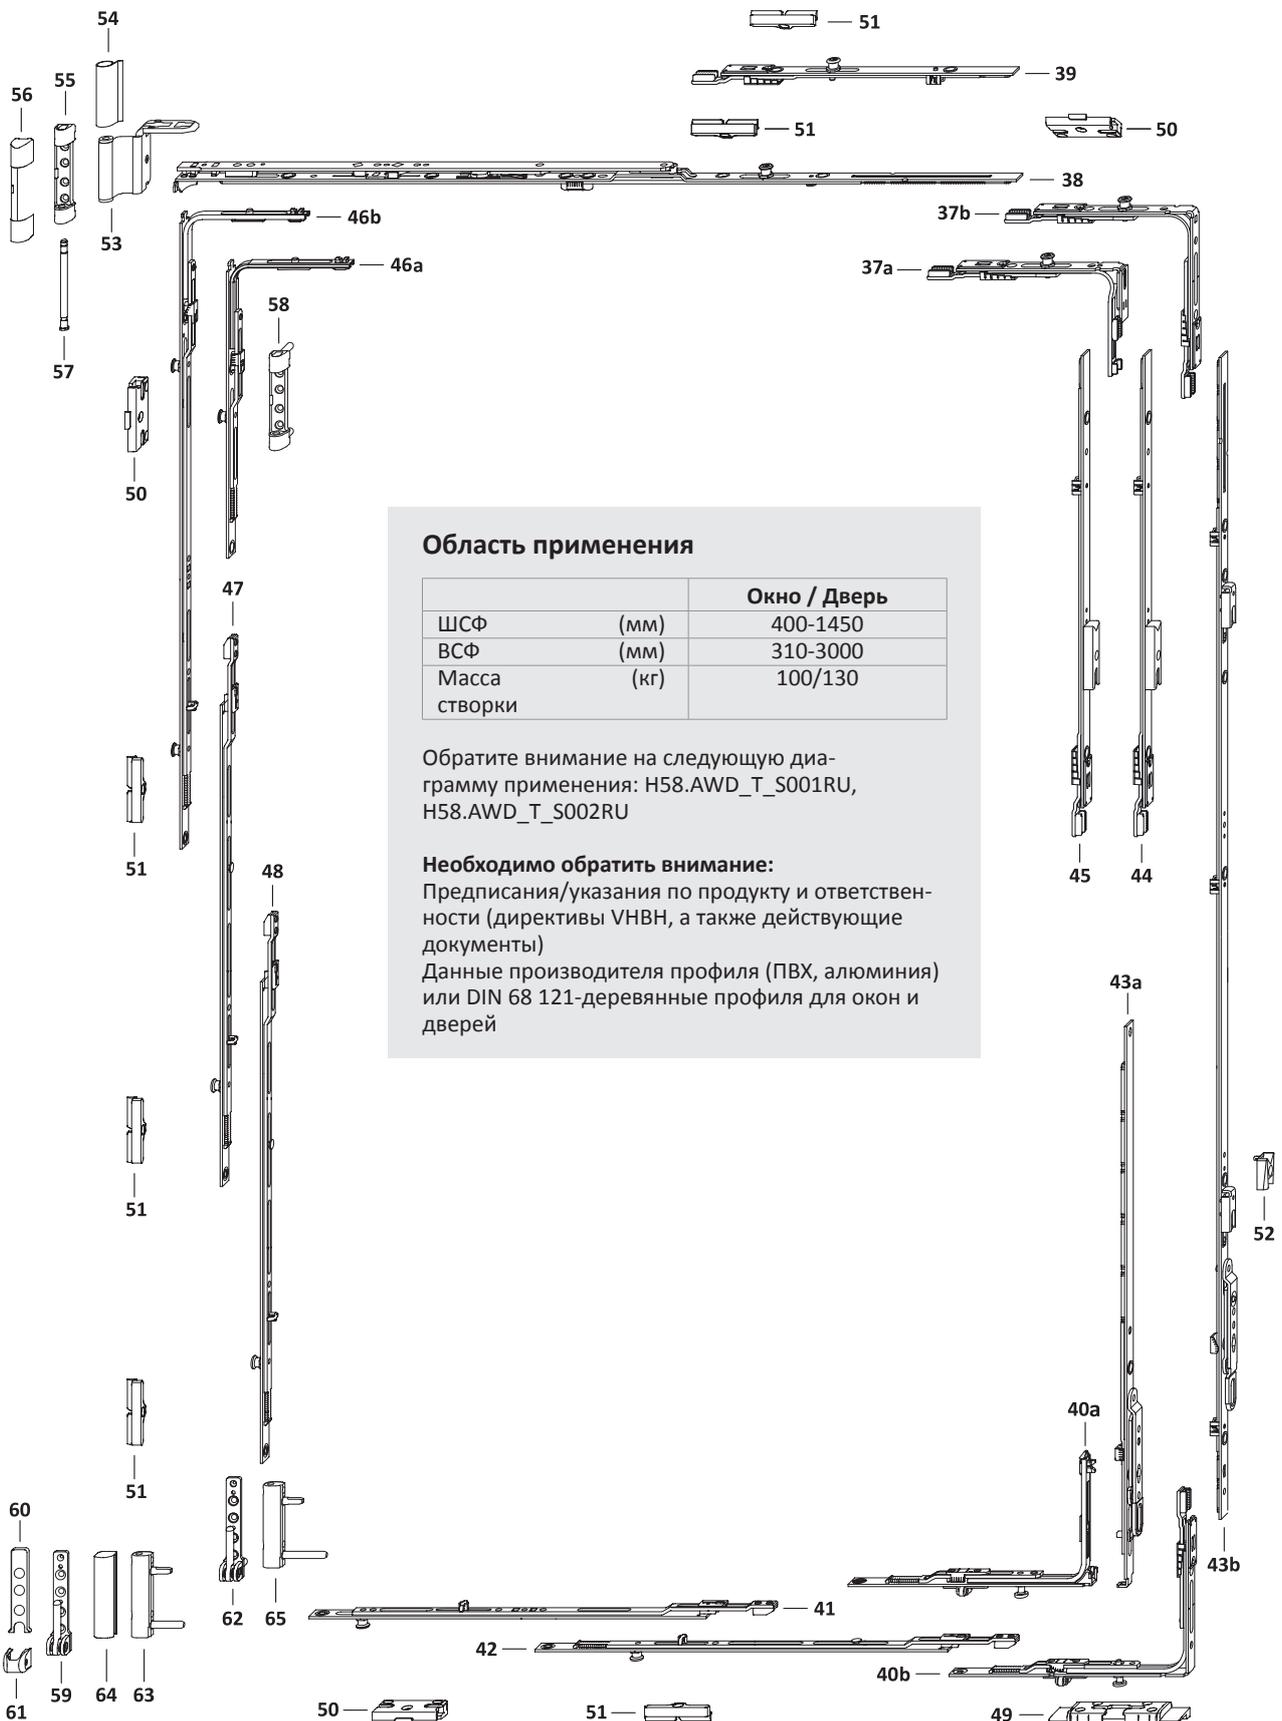 54
51
55
39
56
51
50
38
46b
37b
53
46a
37a
58
57
50
Область применения
Окно / Дверь
ШСФ (мм) 400-1450
ВСФ (мм) 310-3000
Масса (кг) 100/130
створки
Обратите внимание на следующую диа-
грамму применения: H58.AWD_T_S001RU,
H58.AWD_T_S002RU
Необходимо обратить внимание:
Предписания/указания по продукту и ответствен-
ности (директивы VHBH, а также действующие
документы)
Данные производителя профиля (ПВХ, алюминия)
или DIN 68 121-деревянные профиля для окон и
дверей
47
51
48
45
44
43a
51
52
40a
51
60
43b
62
65
41
42
40b
61
59
64
63
50
51
49